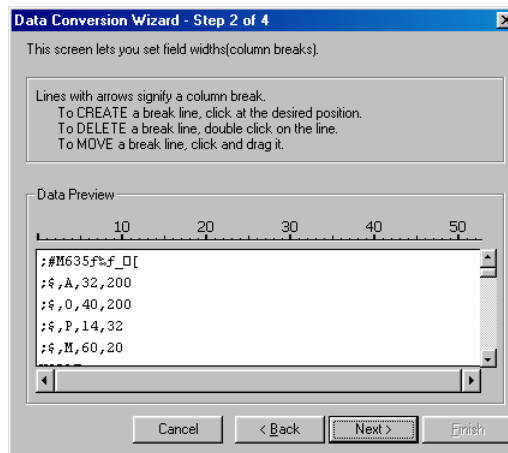 Data Conversion Wizard - Step 2 of 4
This screen lets you set field widths(column breaks).
Lines with arrows signify a column break.
To CREATE a break line, click at the desired position.
To DELETE a break line, double click on the line.
To MOVE a break line, click and drag it.
Data Preview
10 20 30 40 50
;#M635ƒ%ƒ_□[
;$,A,32,200
;$,0,40,200
;$,P,14,32
;$,M,60,20
Cancel < Back Next > Finish